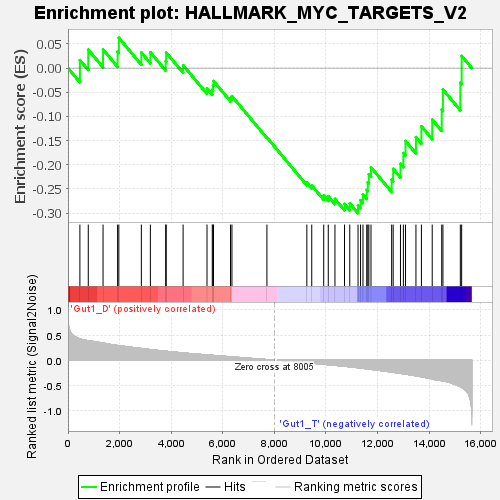 Enrichment plot: HALLMARK_MYC_TARGETS_V2
Enrichment score (ES)
0.05
0.00
-0.05
-0.10
-0.15
-0.20
-0.25
-0.30
'Gut1_D' (positively correlated)
Ranked list metric (Signal2Noise)
1.0
0.5
0.0
-0.5
-1.0
Zero cross at 8005
'Gut1_T' (negatively correlated)
0
2,000
4,000
6,000
8,000
10,000
12,000
14,000
16,000
Rank in Ordered Dataset
Enrichment profile
Hits
Ranking metric scores